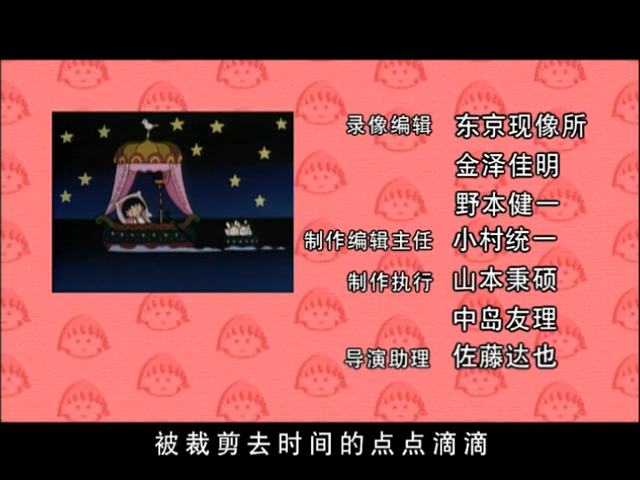 录像编辑 东京现像所
金泽佳明
野本健一
制作编辑主任 小村统一
制作执行 山本秉硕
中岛友理
导演助理 佐藤达也
被裁剪去时间的点点滴滴